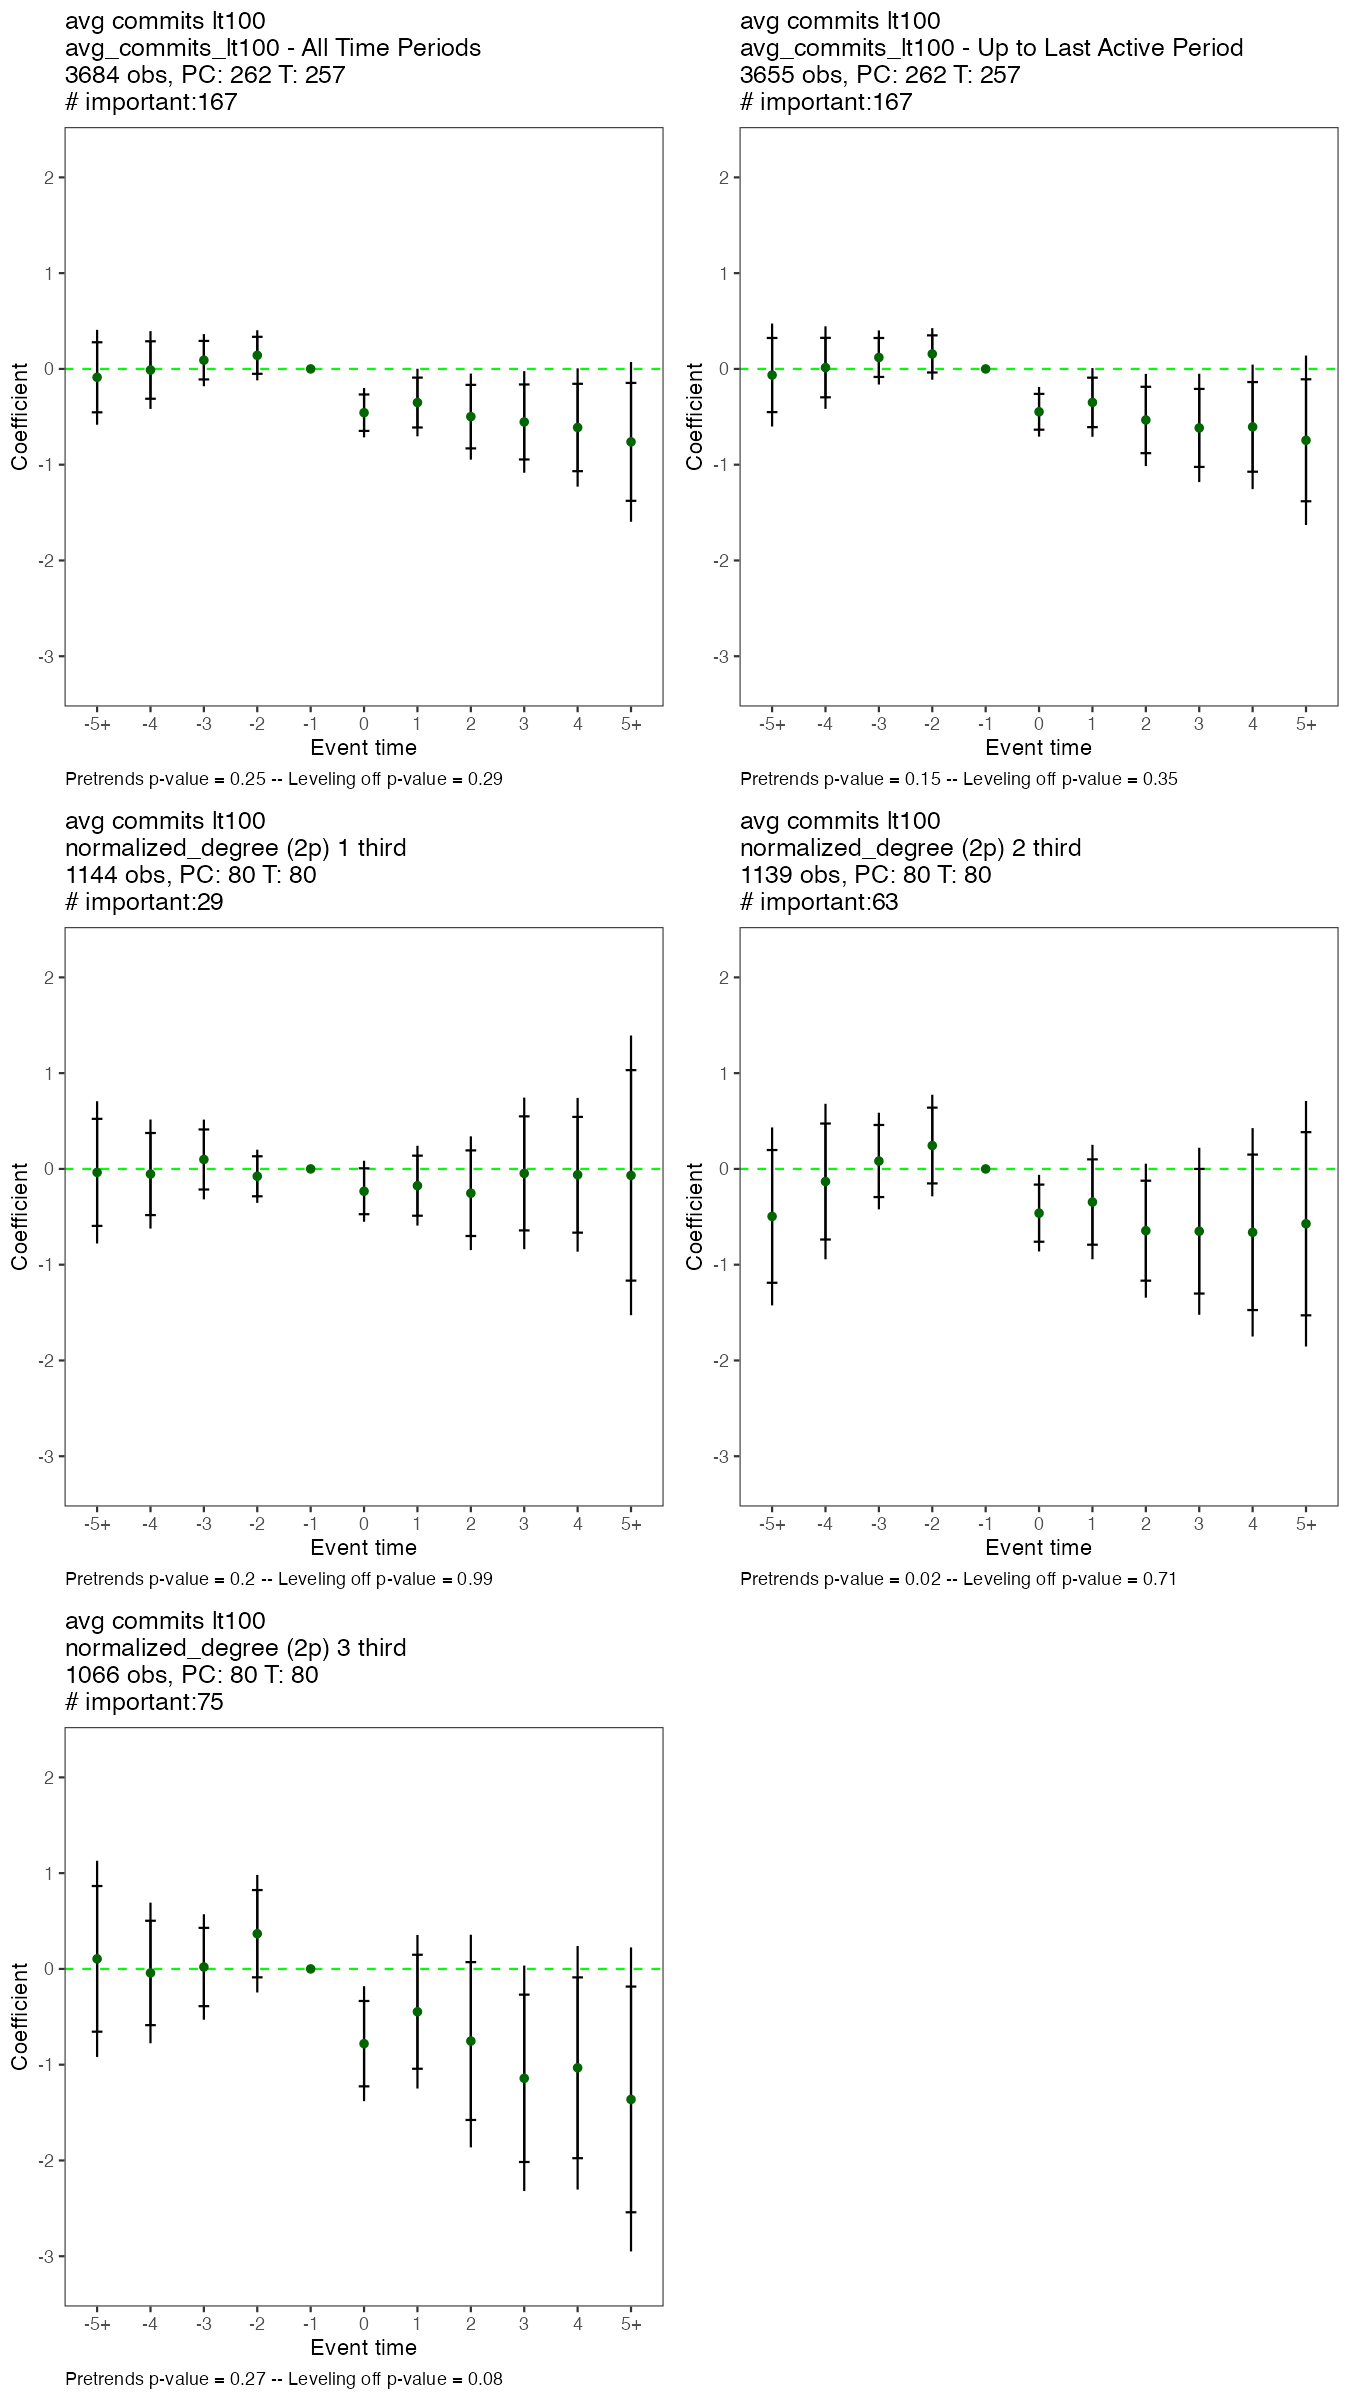 avg commits lt100
avg_commits_lt100 - All Time Periods
3684 obs, PC: 262 T: 257
# important:167
2
1
0
-1
-2
-3
Coefficient
-5+ -4 -3 -2 -1 0 1 2 3 4 5+
Event time
Pretrends p-value = 0.25 -- Leveling off p-value = 0.29
avg commits lt100
avg_commits_lt100 - Up to Last Active Period
3655 obs, PC: 262 T: 257
# important:167
2
1
0
-1
-2
-3
Coefficient
-5+ -4 -3 -2 -1 0 1 2 3 4 5+
Event time
Pretrends p-value = 0.15 -- Leveling off p-value = 0.35
avg commits lt100
normalized_degree (2p) 1 third
1144 obs, PC: 80 T: 80
# important:29
2
1
0
-1
-2
-3
Coefficient
-5+ -4 -3 -2 -1 0 1 2 3 4 5+
Event time
Pretrends p-value = 0.2 -- Leveling off p-value = 0.99
avg commits lt100
normalized_degree (2p) 2 third
1139 obs, PC: 80 T: 80
# important:63
2
1
0
-1
-2
-3
Coefficient
-5+ -4 -3 -2 -1 0 1 2 3 4 5+
Event time
Pretrends p-value = 0.02 -- Leveling off p-value = 0.71
avg commits lt100
normalized_degree (2p) 3 third
1066 obs, PC: 80 T: 80
# important:75
2
1
0
-1
-2
-3
Coefficient
-5+ -4 -3 -2 -1 0 1 2 3 4 5+
Event time
Pretrends p-value = 0.27 -- Leveling off p-value = 0.08